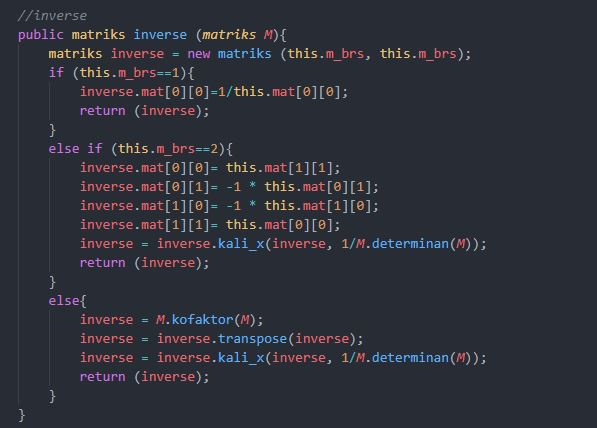 //inverse
public matriks inverse (matriks M){
matriks inverse = new matriks (this.m_brs, this.m_brs);
if (this.m_brs==1){
inverse.mat[0][0]=1/this.mat[0][0];
return (inverse);
}
else if (this.m_brs==2){
inverse.mat[0][0]= this.mat[1][1];
inverse.mat[0][1]= -1 * this.mat[0][1];
inverse.mat[1][0]= -1 * this.mat[1][0];
inverse.mat[1][1]= this.mat[0][0];
inverse = inverse.kali_x(inverse, 1/M.determinan(M));
return (inverse);
}
else{
inverse = M.kofaktor(M);
inverse = inverse.transpose(inverse);
inverse = inverse.kali_x(inverse, 1/M.determinan(M));
return (inverse);
}
}